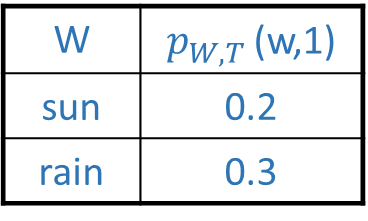 W p_{W,T} (w,1)
sun 0.2
rain 0.3